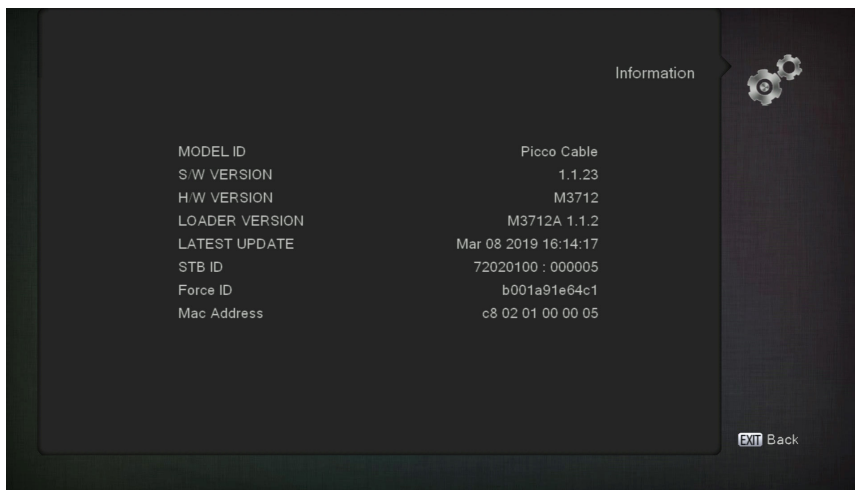 Information
MODEL ID Picco Cable
S/W VERSION 1.1.23
H/W VERSION M3712
LOADER VERSION M3712A 1.1.2
LATEST UPDATE Mar 08 2019 16:14:17
STB ID 72020100 : 000005
Force ID b001a91e64c1
Mac Address c8 02 01 00 00 05
EXIT Back